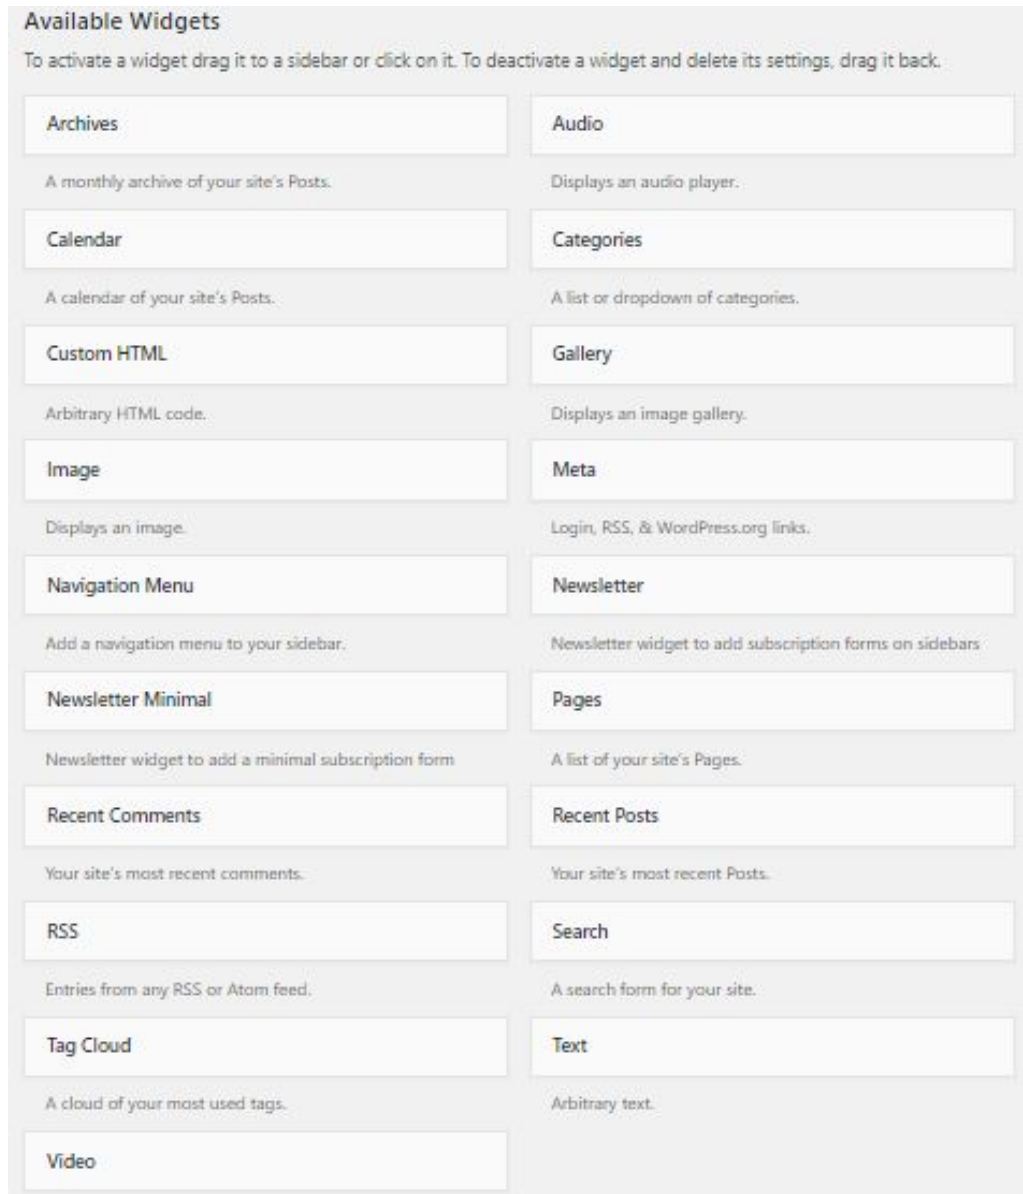 Available Widgets
To activate a widget drag it to a sidebar or click on it. To deactivate a widget and delete its settings, drag it back.
Archives
Audio
A monthly archive of your site's Posts.
Displays an audio player.
Calendar
Categories
A calendar of your site's Posts.
A list or dropdown of categories.
Custom HTML
Gallery
Arbitrary HTML code.
Displays an image gallery.
Image
Meta
Displays an image.
Login, RSS, & WordPress.org links.
Navigation Menu
Newsletter
Add a navigation menu to your sidebar.
Newsletter widget to add subscription forms on sidebars
Newsletter Minimal
Pages
Newsletter widget to add a minimal subscription form
A list of your site's Pages.
Recent Comments
Recent Posts
Your site's most recent comments.
Your site's most recent Posts.
RSS
Search
Entries from any RSS or Atom feed.
A search form for your site.
Tag Cloud
Text
A cloud of your most used tags.
Arbitrary text.
Video